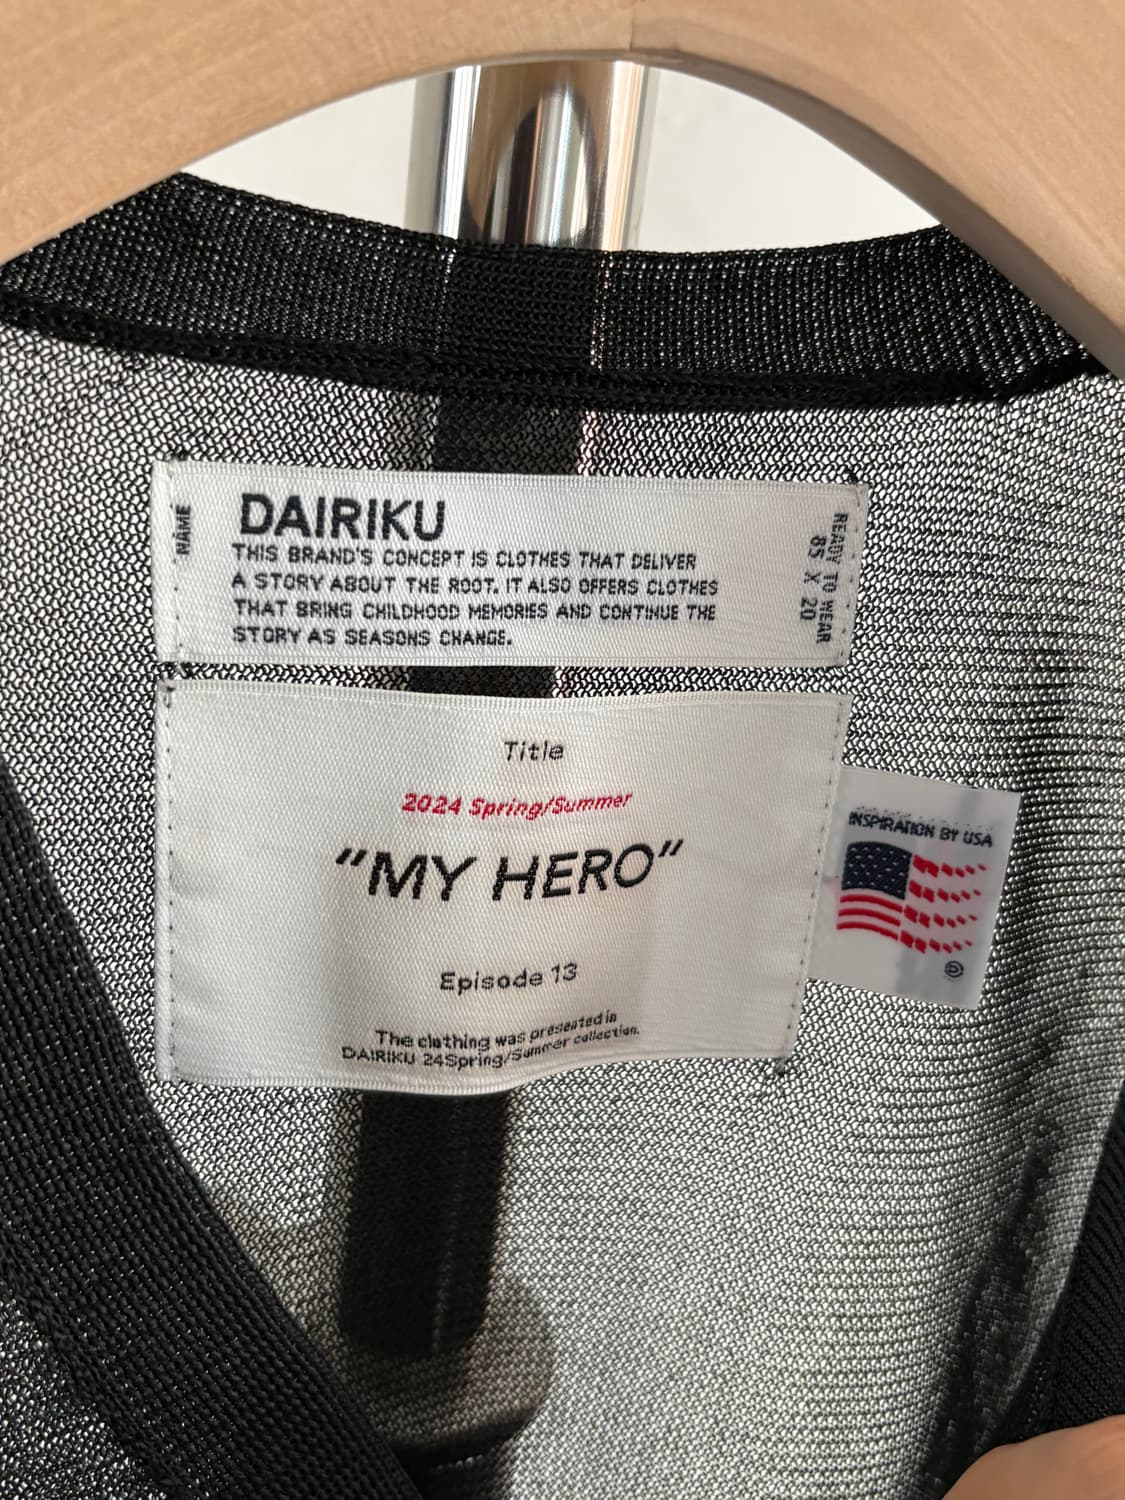 NAME
DAIRIKU
THIS BRAND'S CONCEPT IS CLOTHES THAT DELIVER
A STORY ABOUT THE ROOT. IT ALSO OFFERS CLOTHES
THAT BRING CHILDHOOD MEMORIES AND CONTINUE THE
STORY AS SEASONS CHANGE.
READY TO WEAR
85 X 20
Title
2024 Spring/Summer
“MY HERO”
Episode 13
The clothing was presented in
DAIRIKU 24Spring/Summer collection.
INSPIRATION BY USA